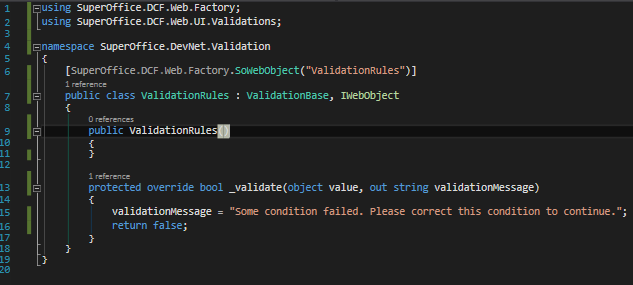 1 using SuperOffice.DCF.Web.Factory;
2 using SuperOffice.DCF.Web.UI.Validations;
3
4 namespace SuperOffice.DevNet.Validation
5 {
6 [SuperOffice.DCF.Web.Factory.SoWebObject("ValidationRules")]
1 reference
7 public class ValidationRules : ValidationBase, IWebObject
8 {
0 references
9 public ValidationRules()
10 {
11 }
12
1 reference
13 protected override bool _validate(object value, out string validationMessage)
14 {
15 validationMessage = "Some condition failed. Please correct this condition to continue.";
16 return false;
17 }
18 }
19 }
20